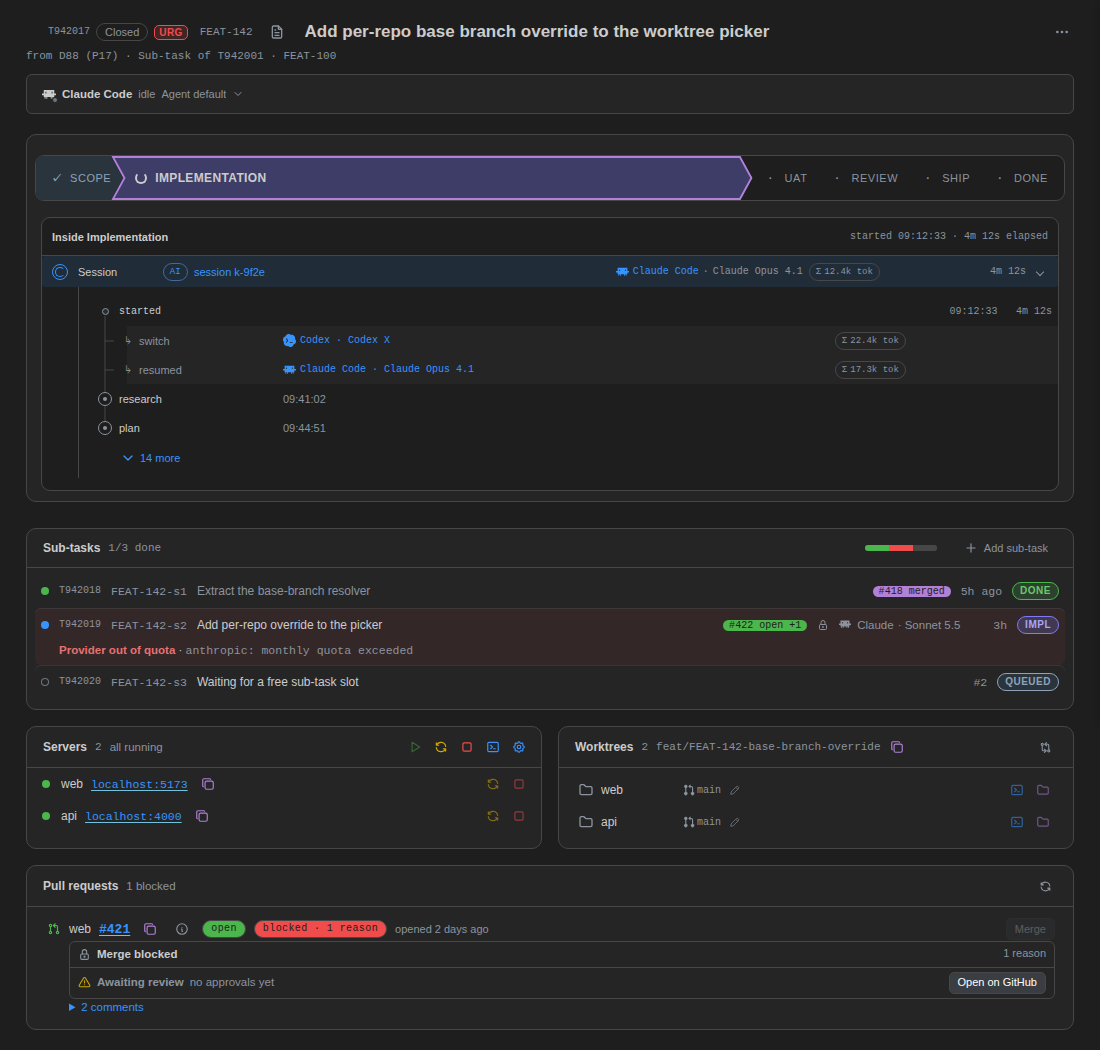 T942017 Closed URG FEAT-142 Add per-repo base branch override to the worktree picker
from D88 (P17) · Sub-task of T942001 · FEAT-100
Claude Code idle Agent default
SCOPE IMPLEMENTATION · UAT · REVIEW · SHIP · DONE
Inside Implementation started 09:12:33 · 4m 12s elapsed
Session AI session k-9f2e Claude Code · Claude Opus 4.1 Σ 12.4k tok 4m 12s
started 09:12:33 4m 12s
↳ switch Codex · Codex X Σ 22.4k tok
↳ resumed Claude Code · Claude Opus 4.1 Σ 17.3k tok
research 09:41:02
plan 09:44:51
14 more
Sub-tasks 1/3 done Add sub-task
T942018 FEAT-142-s1 Extract the base-branch resolver #418 merged 5h ago DONE
T942019 FEAT-142-s2 Add per-repo override to the picker #422 open +1 Claude · Sonnet 5.5 3h IMPL
Provider out of quota · anthropic: monthly quota exceeded
T942020 FEAT-142-s3 Waiting for a free sub-task slot #2 QUEUED
Servers 2 all running
web localhost:5173
api localhost:4000
Worktrees 2 feat/FEAT-142-base-branch-override
web main
api main
Pull requests 1 blocked
web #421 open blocked · 1 reason opened 2 days ago Merge
Merge blocked 1 reason
Awaiting review no approvals yet Open on GitHub
2 comments